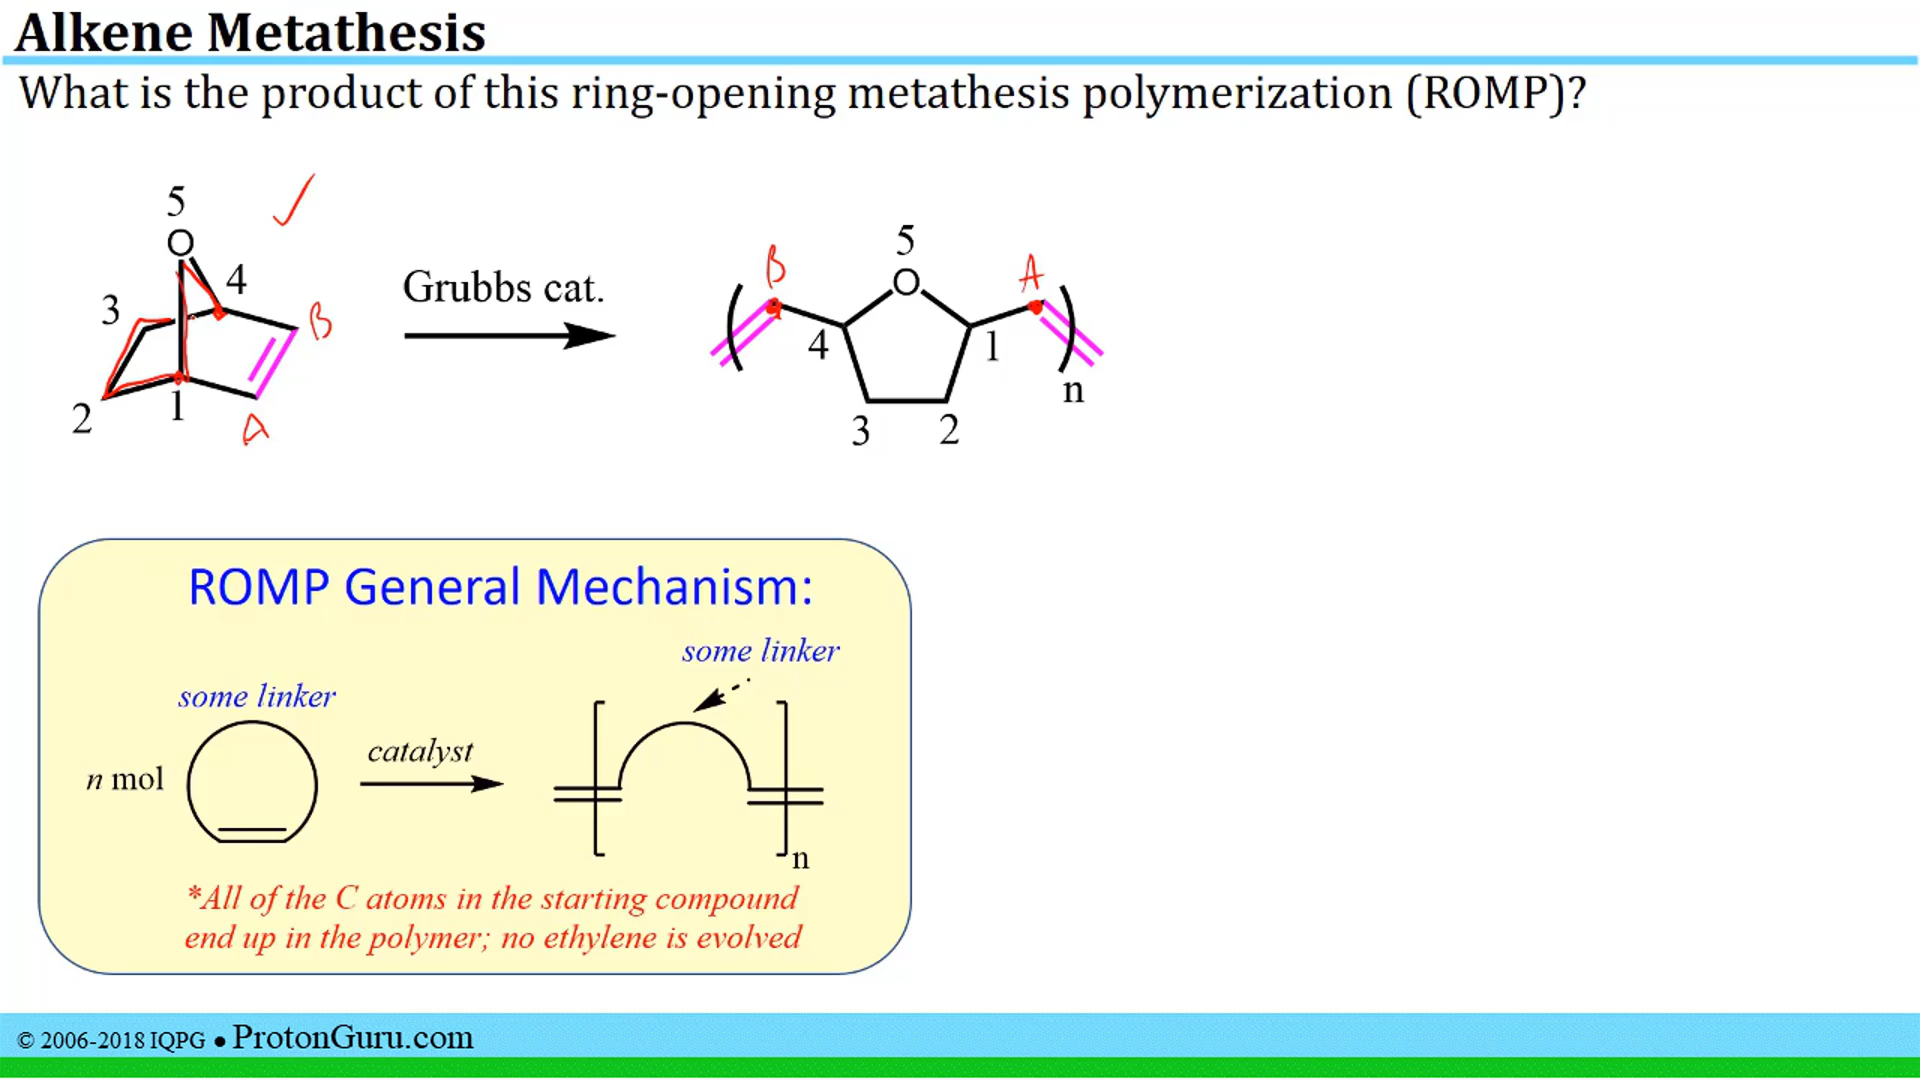 Alkene Metathesis
What is the product of this ring-opening metathesis polymerization (ROMP)?
5
O
4
3
B
2
1
A
Grubbs cat.
B
5
O
A
4
1
n
3
2
ROMP General Mechanism:
some linker
some linker
n mol
catalyst
n
*All of the C atoms in the starting compound
end up in the polymer; no ethylene is evolved
© 2006-2018 IQPG ● ProtonGuru.com